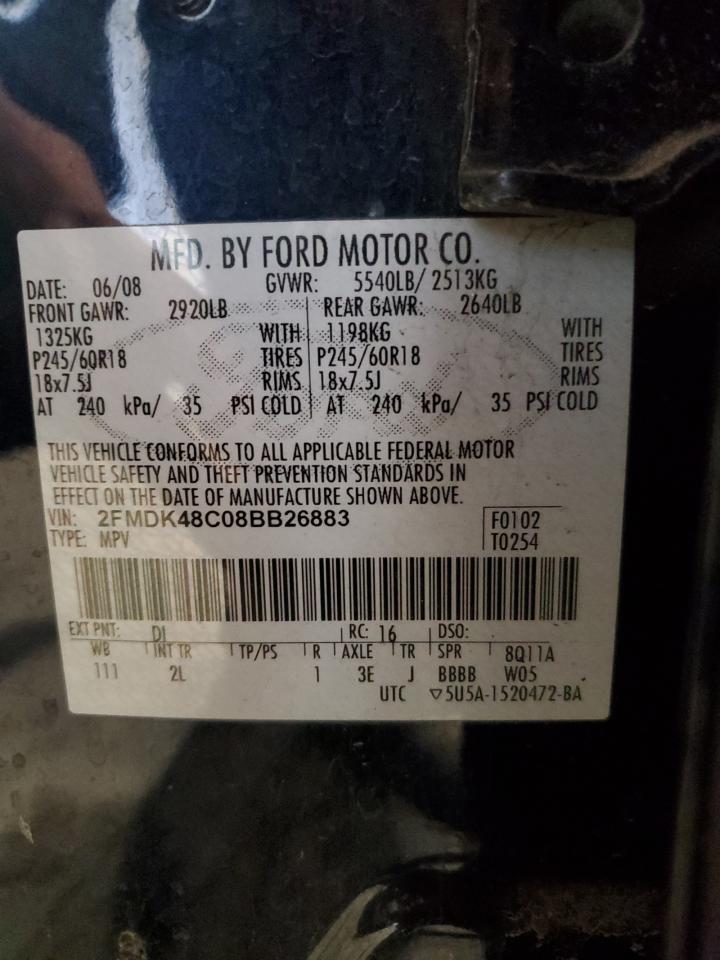 MFD. BY FORD MOTOR CO.
DATE: 06/08 GVWR: 5540LB/ 2513KG
FRONT GAWR: 2920LB REAR GAWR: 2640LB
1325KG WITH 1198KG WITH
P245/60R18 TIRES P245/60R18 TIRES
18x7.5J RIMS 18x7.5J RIMS
AT 240 kPa/ 35 PSI COLD AT 240 kPa/ 35 PSI COLD
THIS VEHICLE CONFORMS TO ALL APPLICABLE FEDERAL MOTOR
VEHICLE SAFETY AND THEFT PREVENTION STANDARDS IN
EFFECT ON THE DATE OF MANUFACTURE SHOWN ABOVE.
VIN: 2FMDK48C08BB26883 F0102
TYPE: MPV T0254
EXT PNT: D1 RC: 16 DSO:
WB INT TR TP/PS R AXLE TR SPR 8Q11A
111 2L 1 3E J BBBB W05
UTC ▽5U5A-1520472-BA